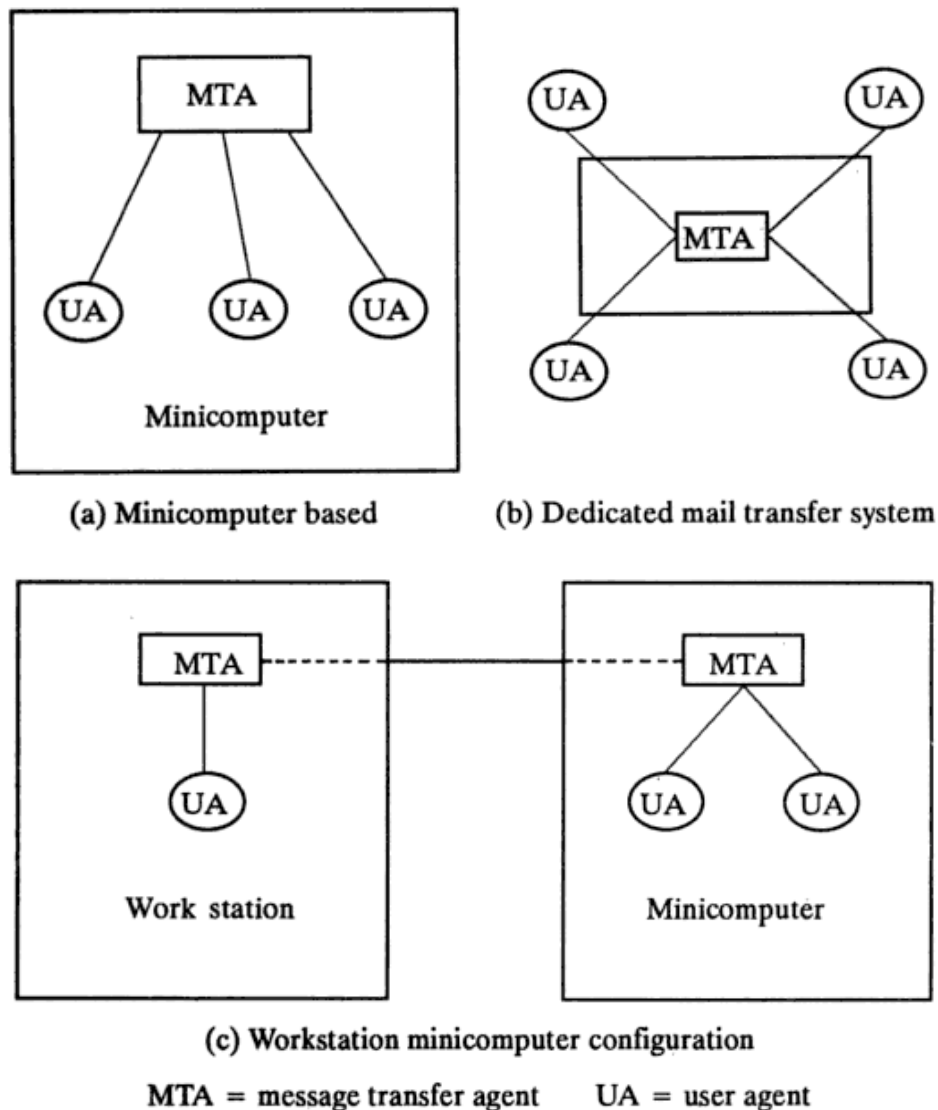 MTA
UA UA UA
Minicomputer
(a) Minicomputer based
UA UA
MTA
UA UA
(b) Dedicated mail transfer system
MTA MTA
UA UA UA
Work station Minicomputer
(c) Workstation minicomputer configuration
MTA = message transfer agent UA = user agent